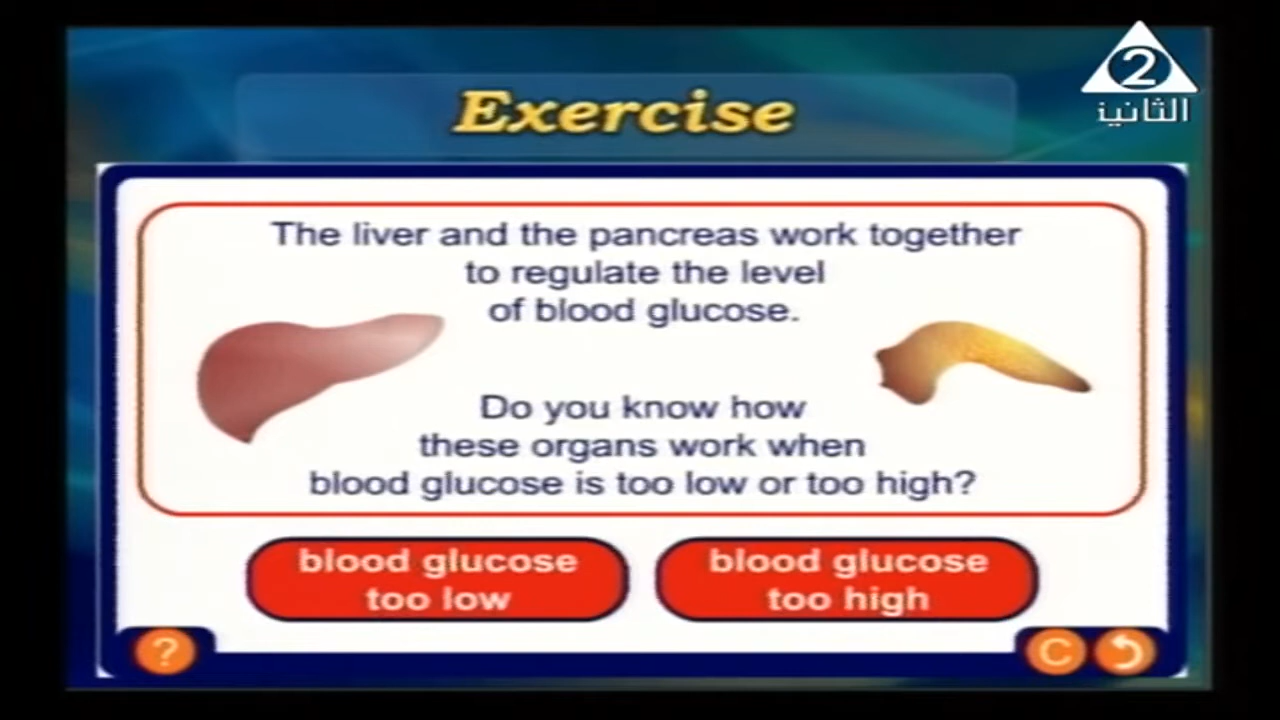 2
الثانية
Exercise
The liver and the pancreas work together
to regulate the level
of blood glucose.
Do you know how
these organs work when
blood glucose is too low or too high?
blood glucose
too low
blood glucose
too high
?
C